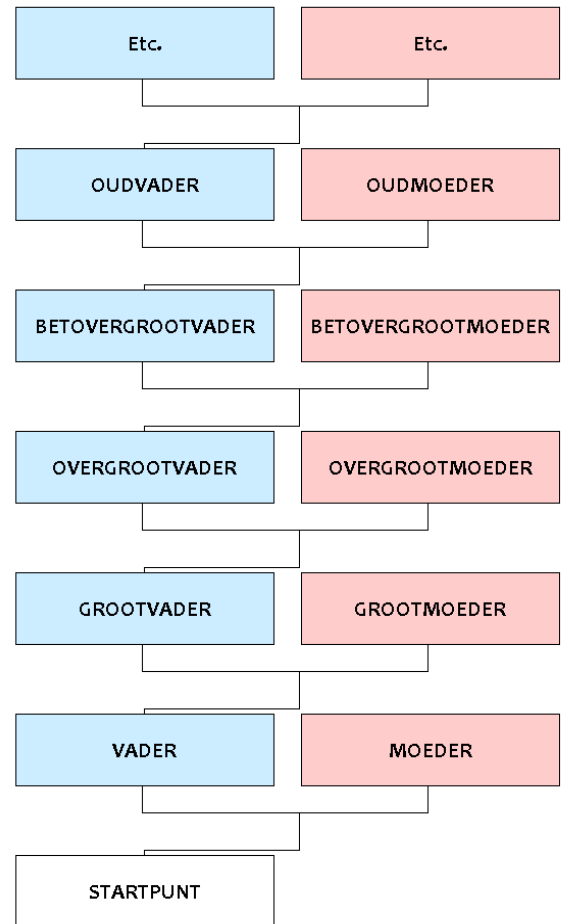 Etc.
Etc.
OUDVADER
OUDMOEDER
BETOVERGROOTVADER
BETOVERGROOTMOEDER
OVERGROOTVADER
OVERGROOTMOEDER
GROOTVADER
GROOTMOEDER
VADER
MOEDER
STARTPUNT